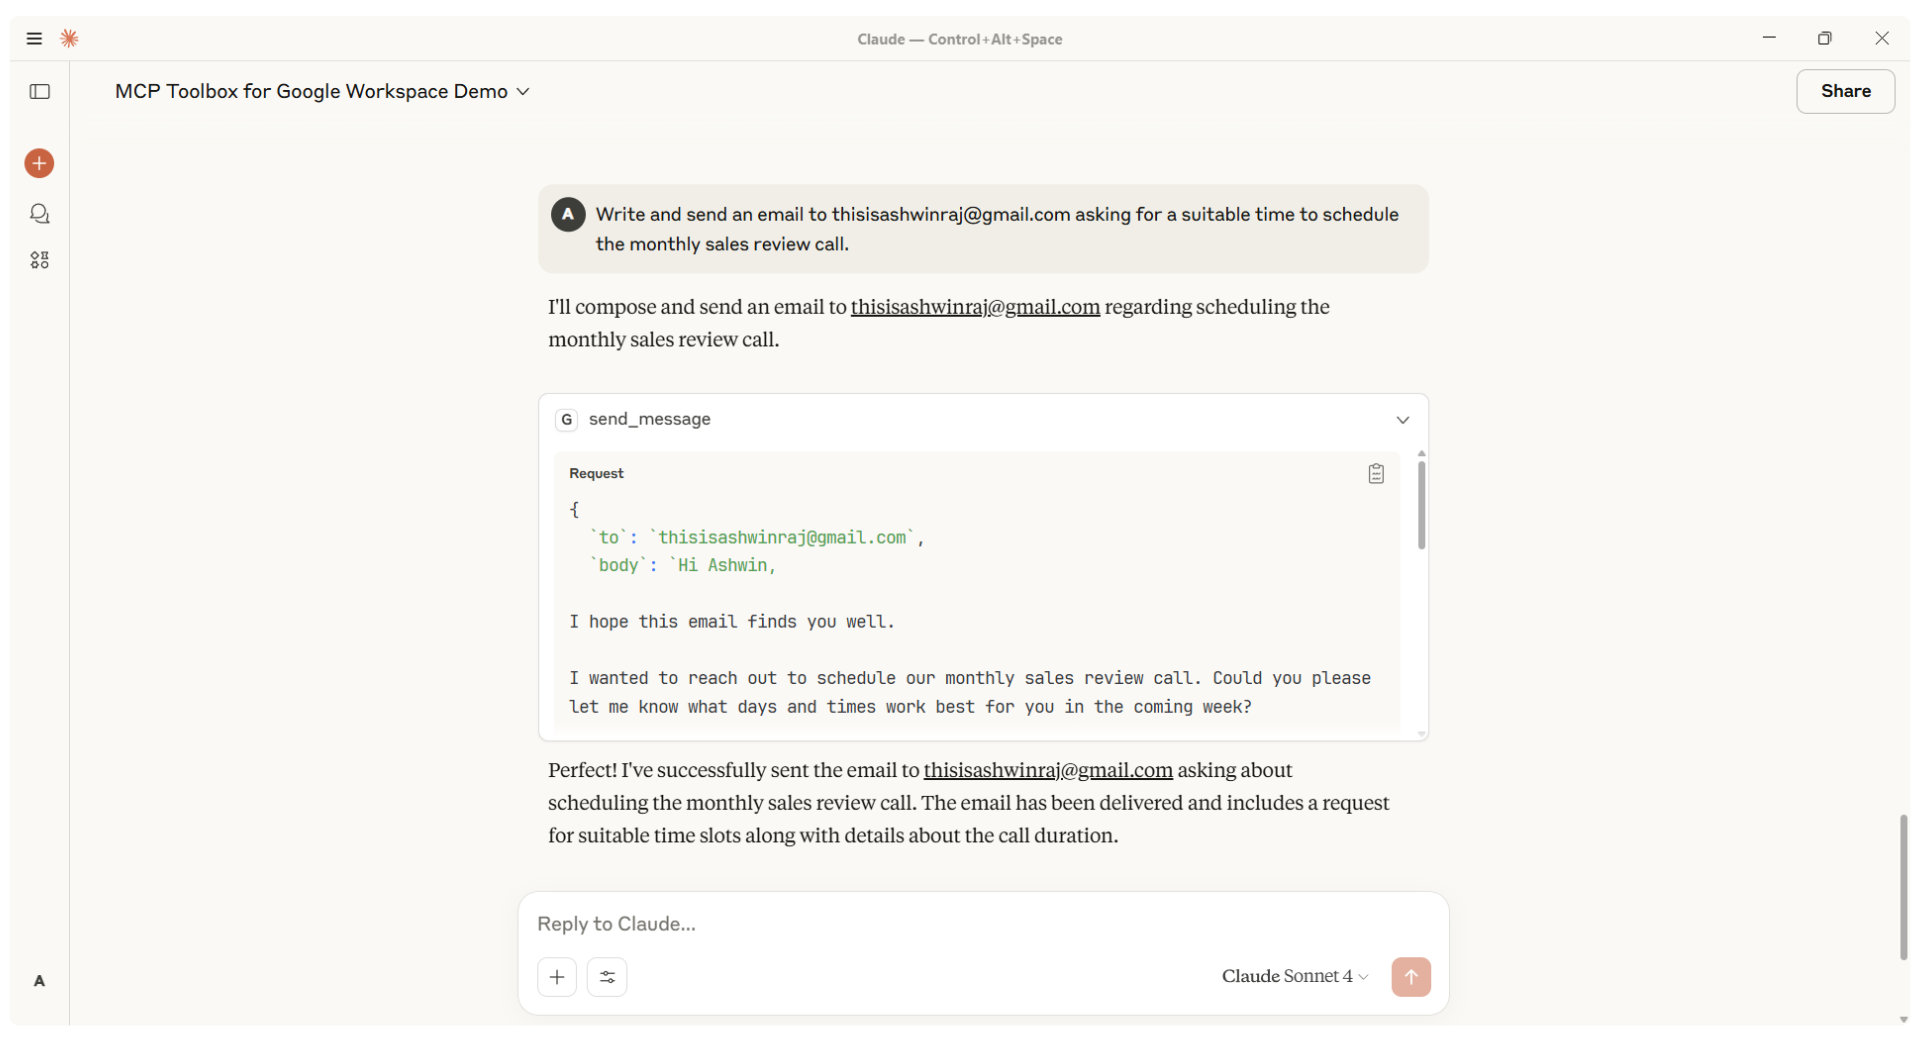 Claude — Control+Alt+Space
MCP Toolbox for Google Workspace Demo
Share
A
Write and send an email to thisisashwinraj@gmail.com asking for a suitable time to schedule
the monthly sales review call.
I'll compose and send an email to thisisashwinraj@gmail.com regarding scheduling the
monthly sales review call.
G send_message
Request
{
`to`: `thisisashwinraj@gmail.com`,
`body`: `Hi Ashwin,
I hope this email finds you well.
I wanted to reach out to schedule our monthly sales review call. Could you please
let me know what days and times work best for you in the coming week?
Perfect! I've successfully sent the email to thisisashwinraj@gmail.com asking about
scheduling the monthly sales review call. The email has been delivered and includes a request
for suitable time slots along with details about the call duration.
Reply to Claude...
Claude Sonnet 4
A